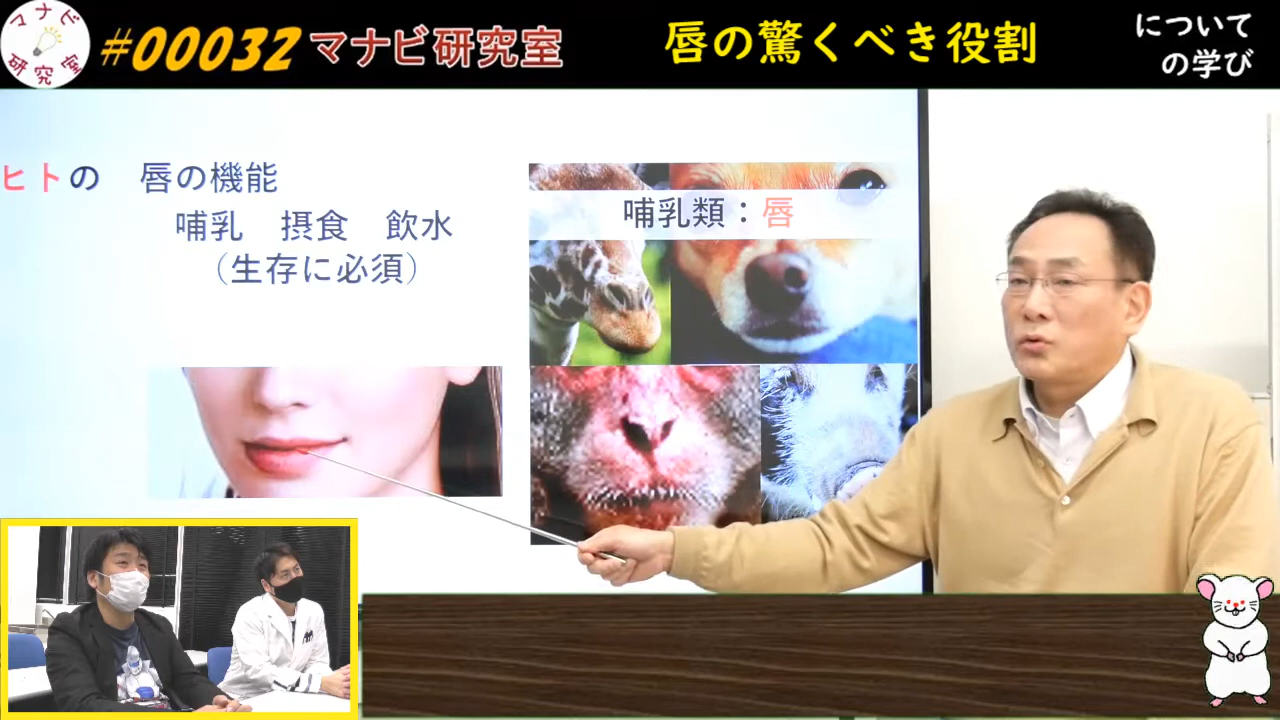 マナビ
研究室
#00032 マナビ研究室
唇の驚くべき役割
について
の学び
ヒトの 唇の機能
哺乳 摂食 飲水
（生存に必須）
哺乳類：唇